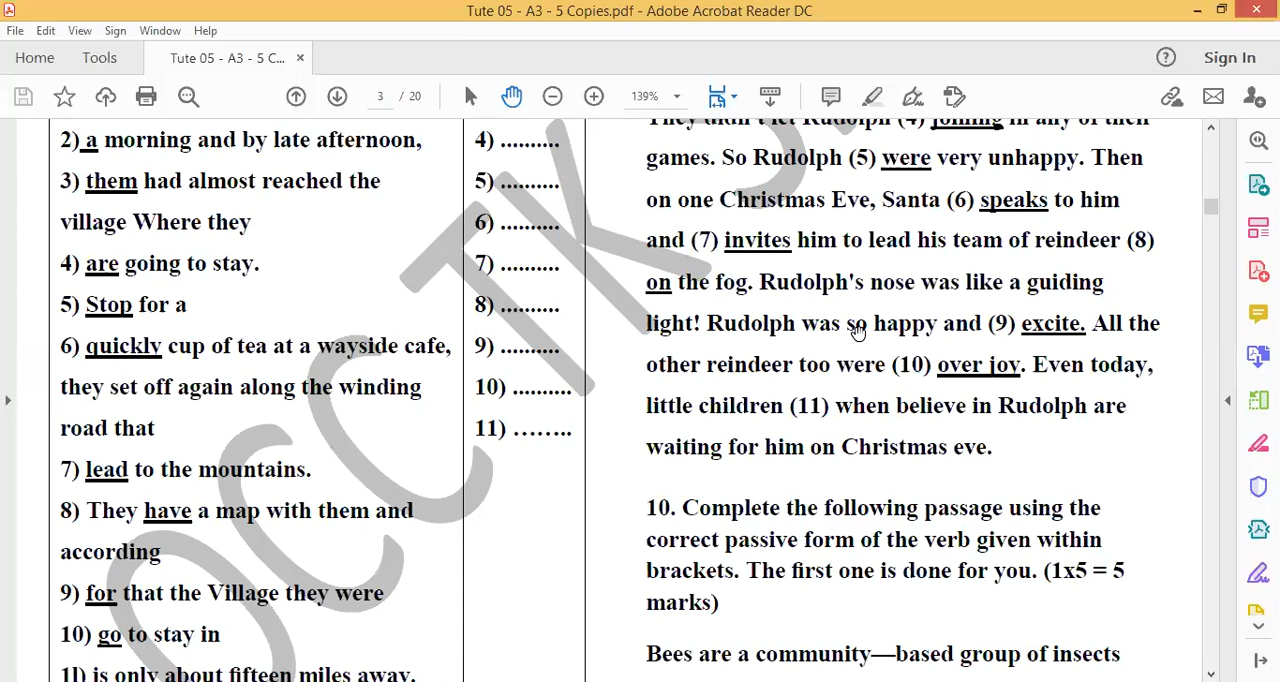 Tute 05 - A3 - 5 Copies.pdf - Adobe Acrobat Reader DC
File Edit View Sign Window Help
Home Tools Tute 05 - A3 - 5 C... × Sign In
3 / 20 139%
2) a morning and by late afternoon,
3) them had almost reached the
village Where they
4) are going to stay.
5) Stop for a
6) quickly cup of tea at a wayside cafe,
they set off again along the winding
road that
7) lead to the mountains.
8) They have a map with them and
according
9) for that the Village they were
10) go to stay in
11) is only about fifteen miles away.
4) ..........
5) ..........
6) ..........
7) ..........
8) ..........
9) ..........
10) ..........
11) ........
They didn't let Rudolph (4) joining in any of their
games. So Rudolph (5) were very unhappy. Then
on one Christmas Eve, Santa (6) speaks to him
and (7) invites him to lead his team of reindeer (8)
on the fog. Rudolph's nose was like a guiding
light! Rudolph was so happy and (9) excite. All the
other reindeer too were (10) over joy. Even today,
little children (11) when believe in Rudolph are
waiting for him on Christmas eve.
10. Complete the following passage using the
correct passive form of the verb given within
brackets. The first one is done for you. (1x5 = 5
marks)
Bees are a community—based group of insects